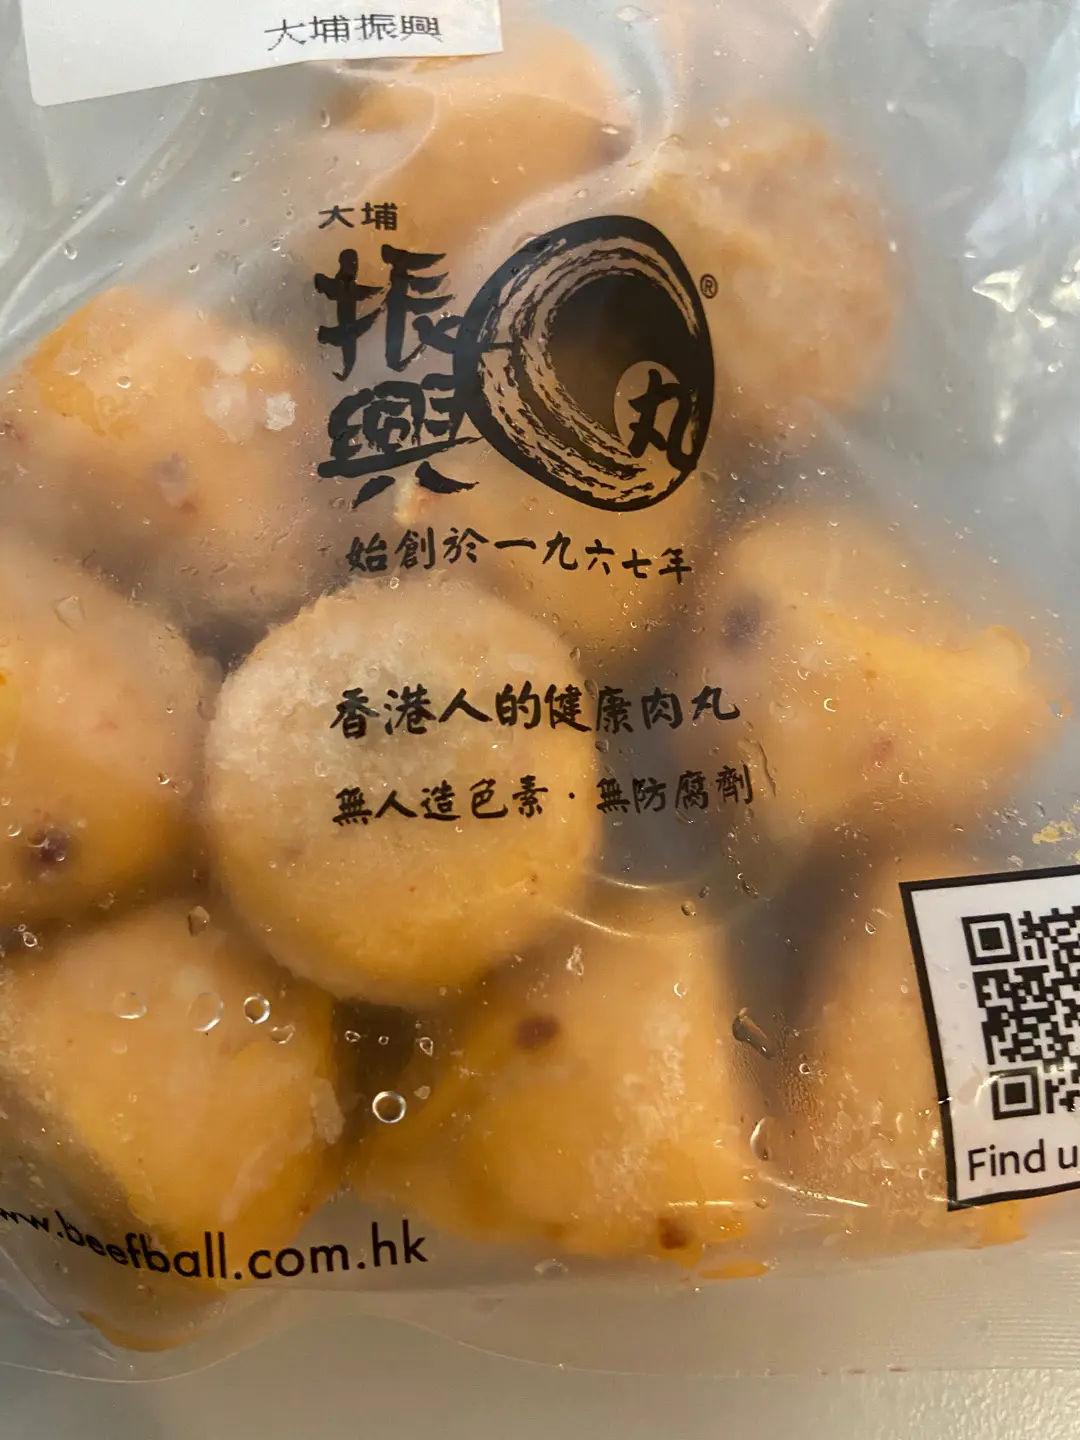 大埔振興
大埔
振興
丸
®
始創於一九六七年
香港人的健康肉丸
無人造色素·無防腐劑
Find u
www.beefball.com.hk